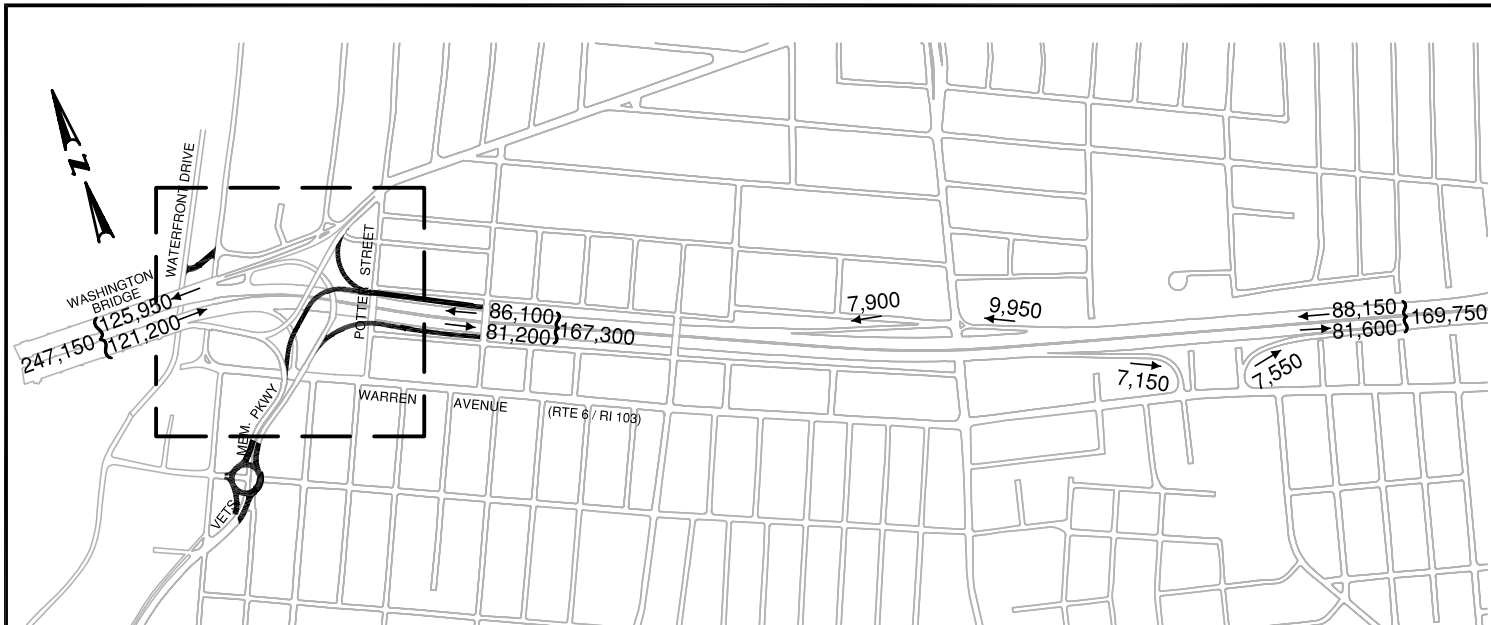 N
WATERFRONT DRIVE
WASHINGTON
BRIDGE
125,950
121,200
247,150
POTTER STREET
86,100
81,200
167,300
7,900
9,950
88,150
81,600
169,750
7,150
7,550
WARREN AVENUE (RTE 6 / RI 103)
VETS MEM. PKWY